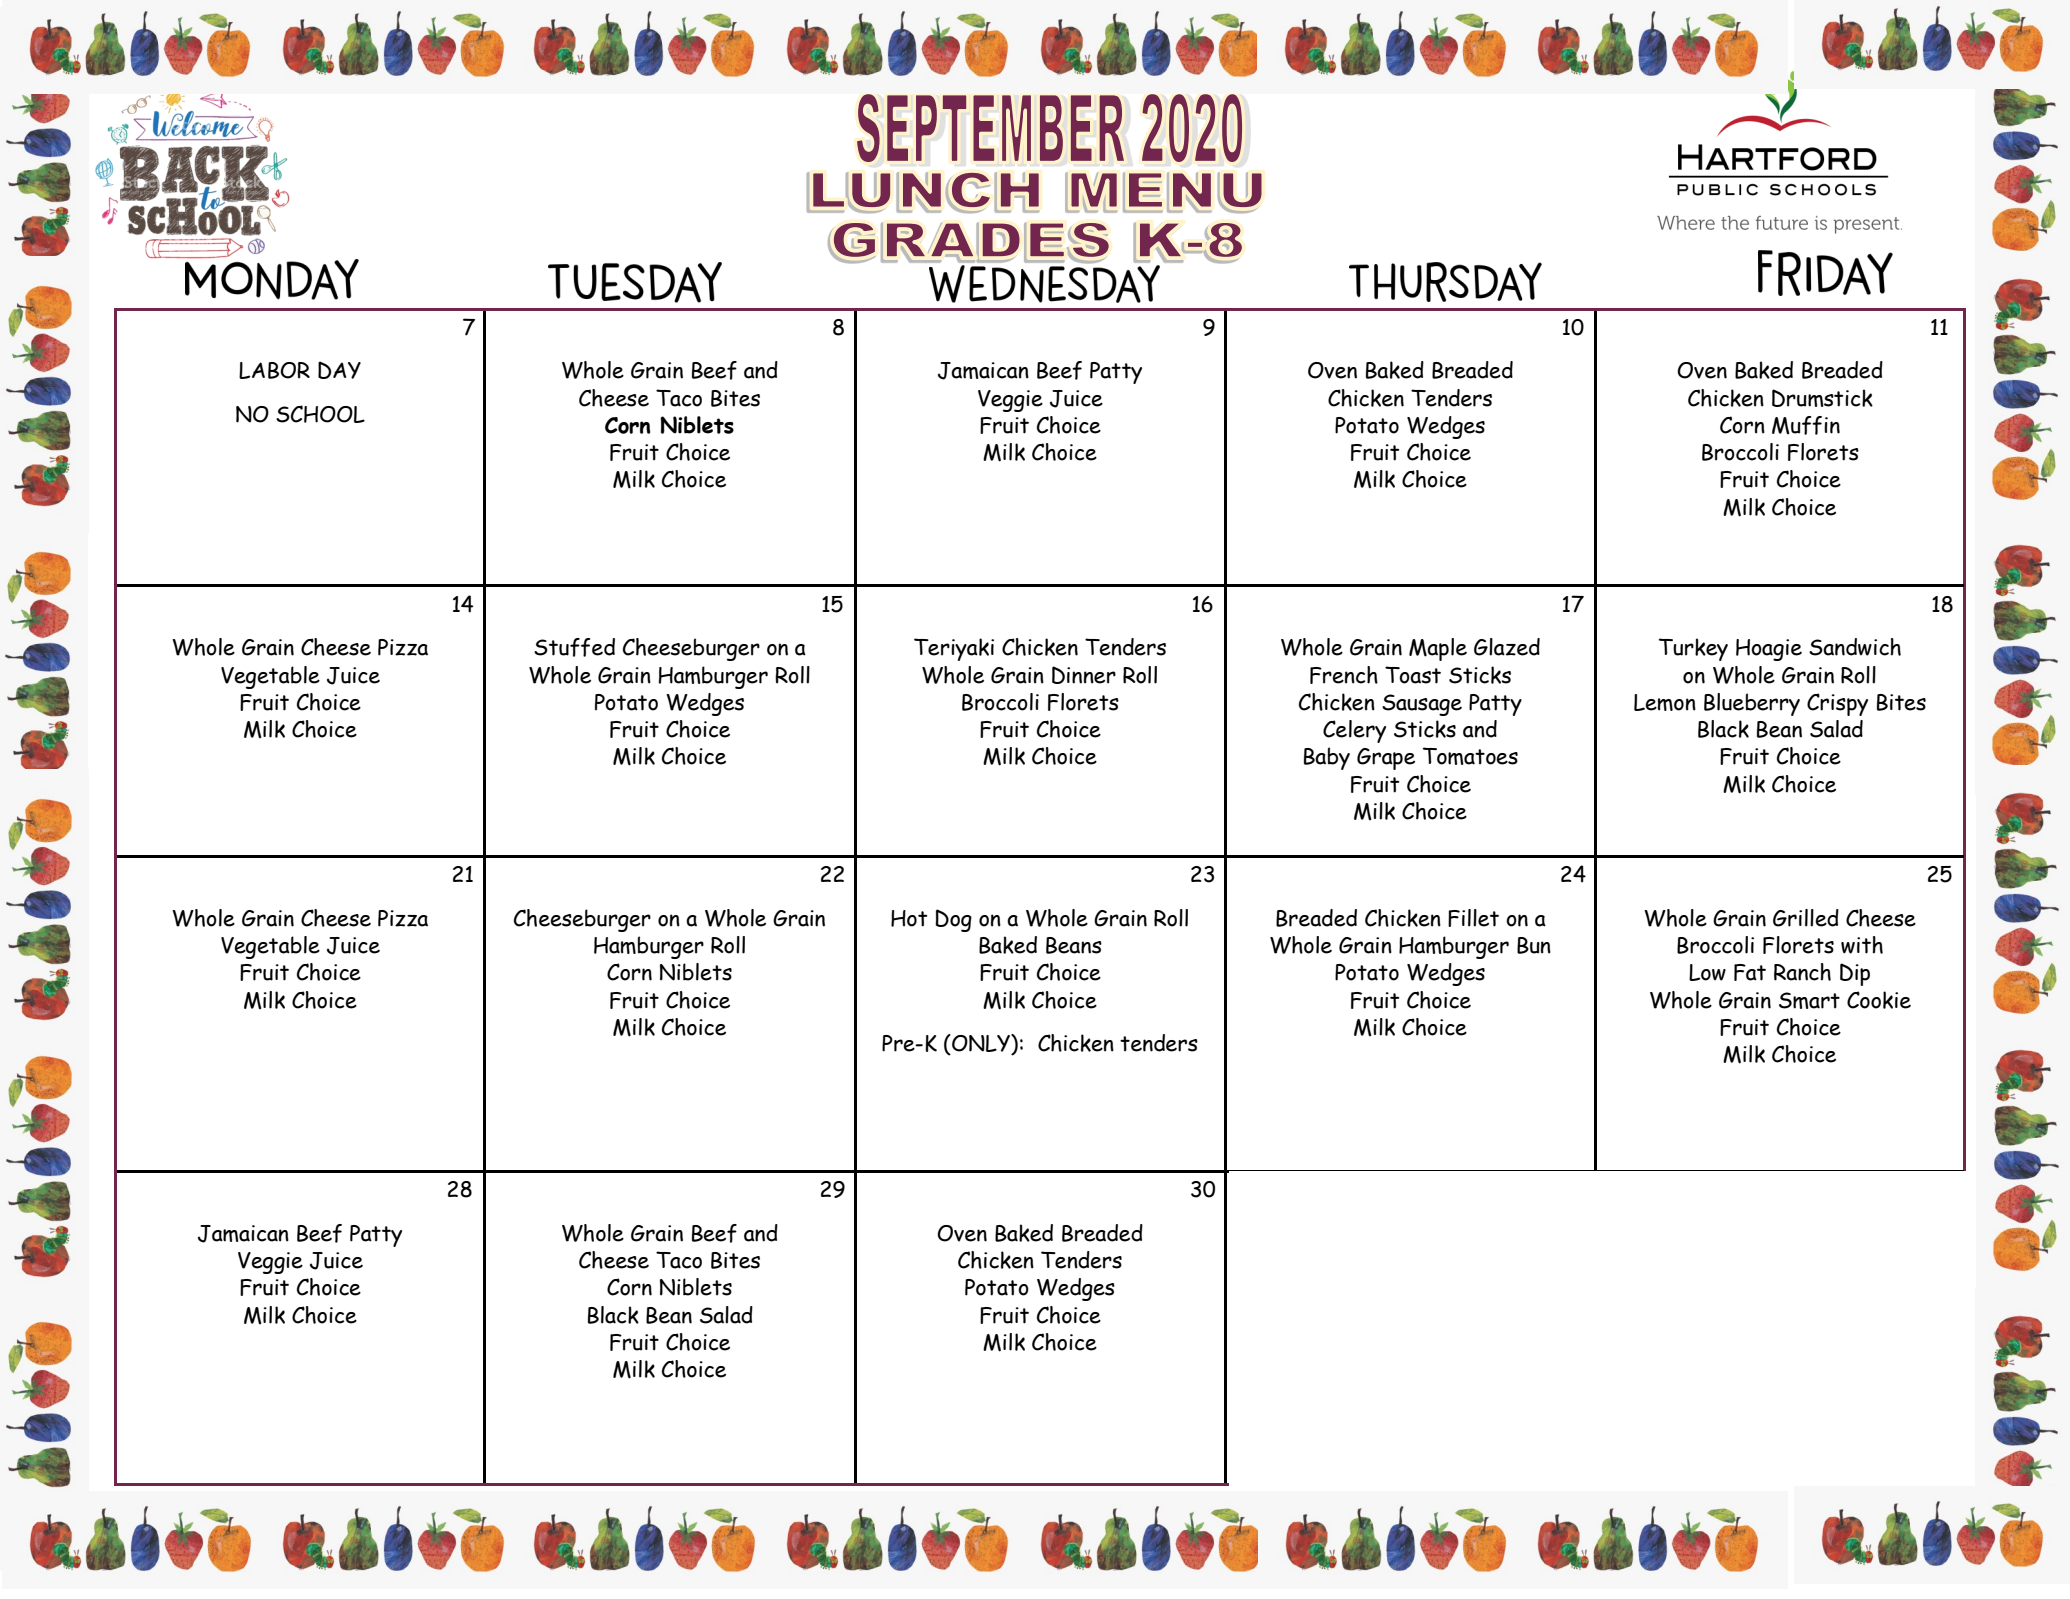 Welcome
BACK
to
SCHOOL
SEPTEMBER 2020
LUNCH MENU
GRADES K-8
HARTFORD
PUBLIC SCHOOLS
Where the future is present.
MONDAY
TUESDAY
WEDNESDAY
THURSDAY
FRIDAY
7
LABOR DAY
NO SCHOOL
8
Whole Grain Beef and
Cheese Taco Bites
Corn Niblets
Fruit Choice
Milk Choice
9
Jamaican Beef Patty
Veggie Juice
Fruit Choice
Milk Choice
10
Oven Baked Breaded
Chicken Tenders
Potato Wedges
Fruit Choice
Milk Choice
11
Oven Baked Breaded
Chicken Drumstick
Corn Muffin
Broccoli Florets
Fruit Choice
Milk Choice
14
Whole Grain Cheese Pizza
Vegetable Juice
Fruit Choice
Milk Choice
15
Stuffed Cheeseburger on a
Whole Grain Hamburger Roll
Potato Wedges
Fruit Choice
Milk Choice
16
Teriyaki Chicken Tenders
Whole Grain Dinner Roll
Broccoli Florets
Fruit Choice
Milk Choice
17
Whole Grain Maple Glazed
French Toast Sticks
Chicken Sausage Patty
Celery Sticks and
Baby Grape Tomatoes
Fruit Choice
Milk Choice
18
Turkey Hoagie Sandwich
on Whole Grain Roll
Lemon Blueberry Crispy Bites
Black Bean Salad
Fruit Choice
Milk Choice
21
Whole Grain Cheese Pizza
Vegetable Juice
Fruit Choice
Milk Choice
22
Cheeseburger on a Whole Grain
Hamburger Roll
Corn Niblets
Fruit Choice
Milk Choice
23
Hot Dog on a Whole Grain Roll
Baked Beans
Fruit Choice
Milk Choice
Pre-K (ONLY): Chicken tenders
24
Breaded Chicken Fillet on a
Whole Grain Hamburger Bun
Potato Wedges
Fruit Choice
Milk Choice
25
Whole Grain Grilled Cheese
Broccoli Florets with
Low Fat Ranch Dip
Whole Grain Smart Cookie
Fruit Choice
Milk Choice
28
Jamaican Beef Patty
Veggie Juice
Fruit Choice
Milk Choice
29
Whole Grain Beef and
Cheese Taco Bites
Corn Niblets
Black Bean Salad
Fruit Choice
Milk Choice
30
Oven Baked Breaded
Chicken Tenders
Potato Wedges
Fruit Choice
Milk Choice